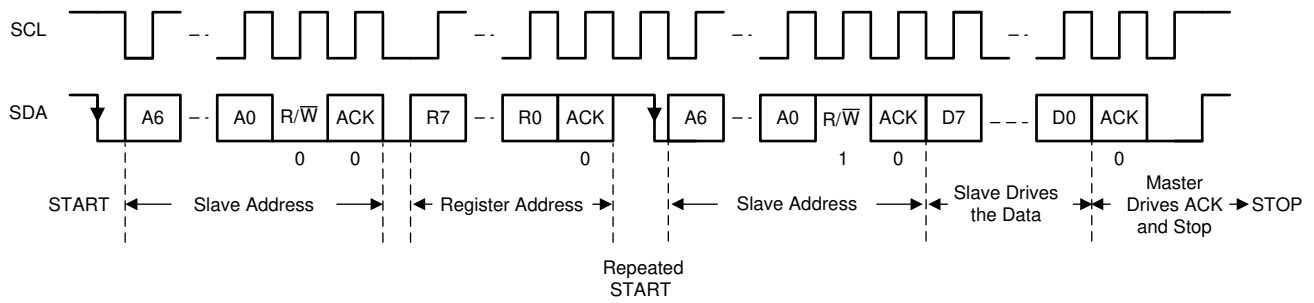 SCL
SDA
A6 A0 R/W̅ ACK R7 R0 ACK A6 A0 R/W̅ ACK D7 D0 ACK
0 0 0 1 0 0
START Slave Address Register Address Slave Address Slave Drives the Data Master Drives ACK and Stop STOP
Repeated
START